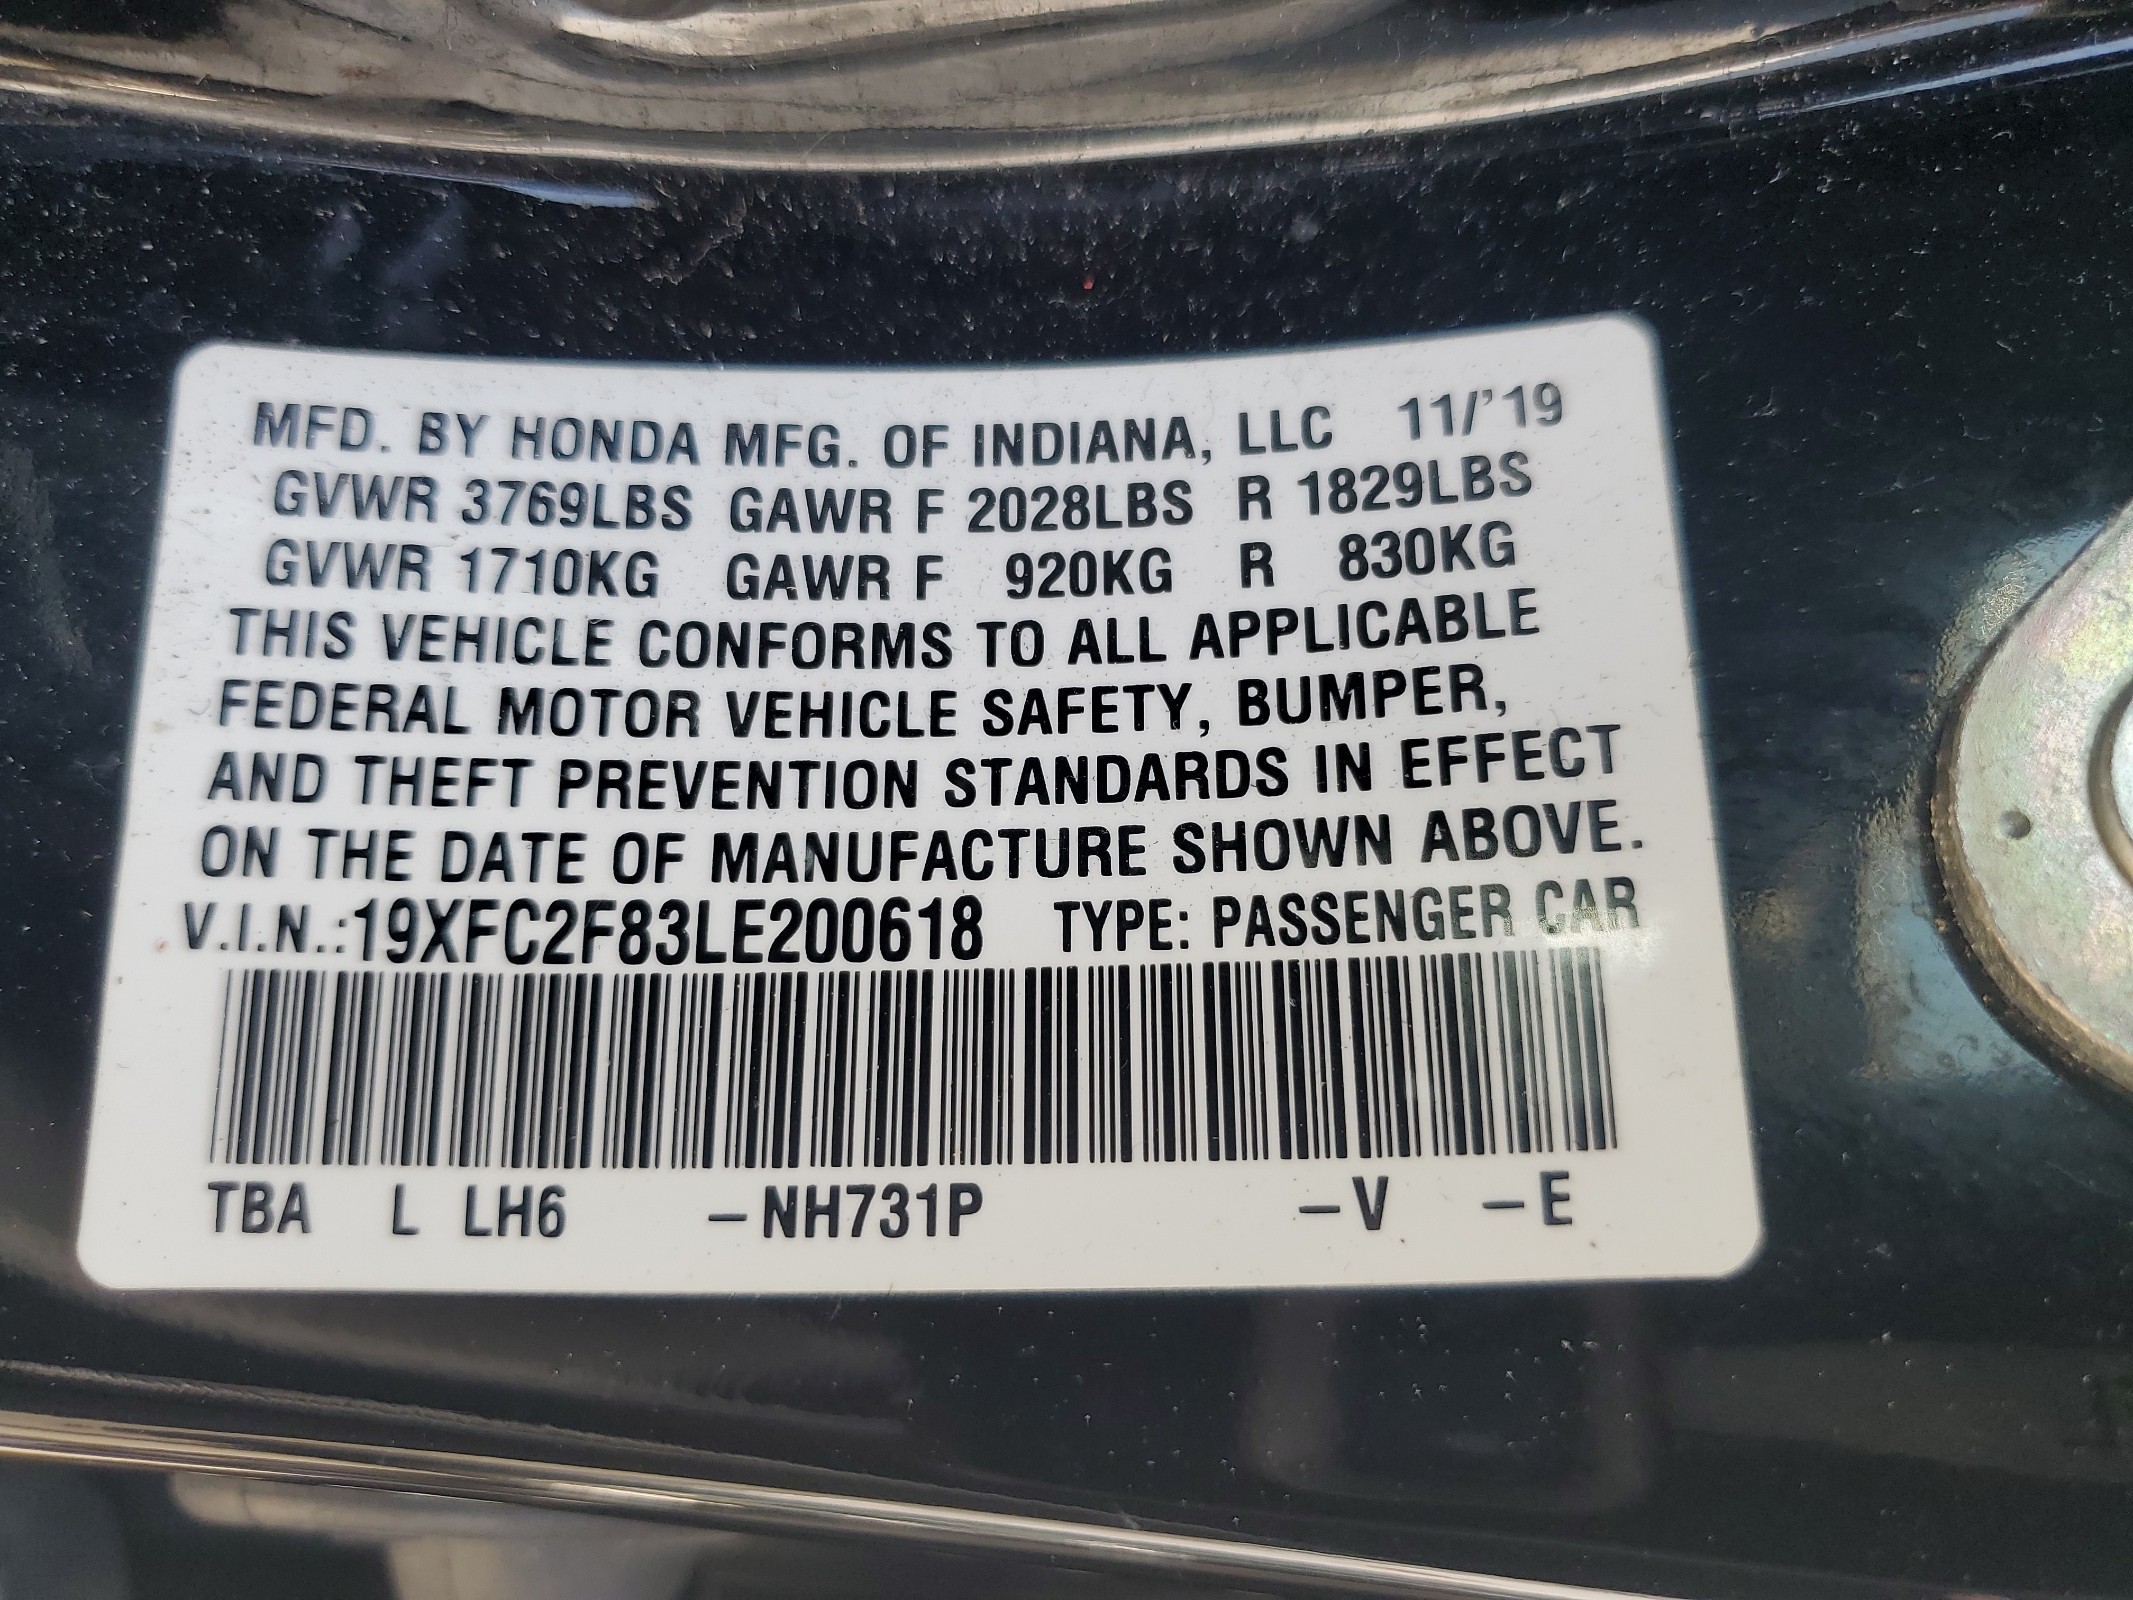 MFD. BY HONDA MFG. OF INDIANA, LLC 11/'19
GVWR 3769LBS GAWR F 2028LBS R 1829LBS
GVWR 1710KG GAWR F 920KG R 830KG
THIS VEHICLE CONFORMS TO ALL APPLICABLE
FEDERAL MOTOR VEHICLE SAFETY, BUMPER,
AND THEFT PREVENTION STANDARDS IN EFFECT
ON THE DATE OF MANUFACTURE SHOWN ABOVE.
V.I.N.:19XFC2F83LE200618 TYPE: PASSENGER CAR
TBA L LH6 –NH731P –V –E